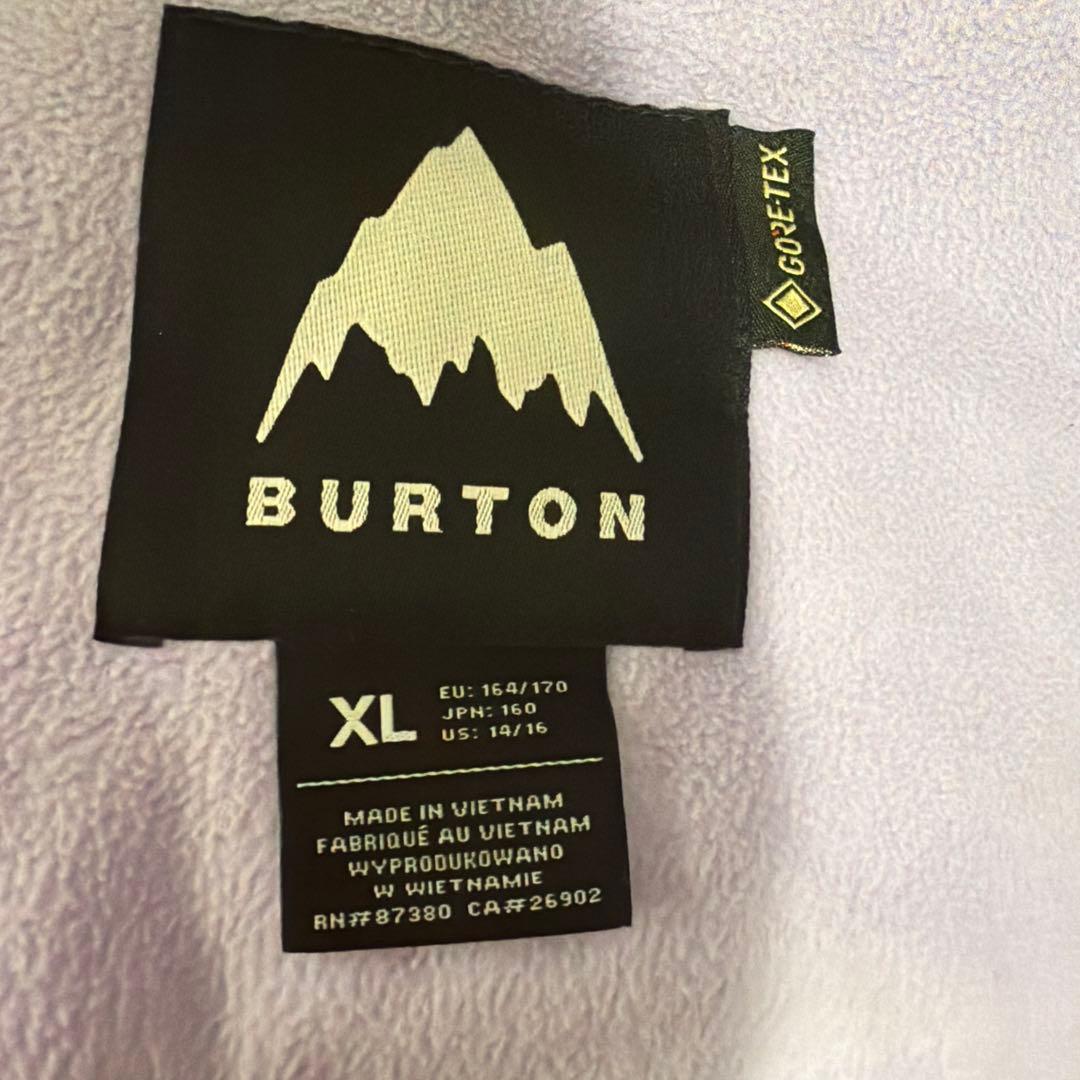 BURTON
GORE-TEX
XL
EU: 164/170
JPN: 160
US: 14/16
MADE IN VIETNAM
FABRIQUÉ AU VIETNAM
WYPRODUKOWANO
W WIETNAMIE
RN#87380 CA#26902